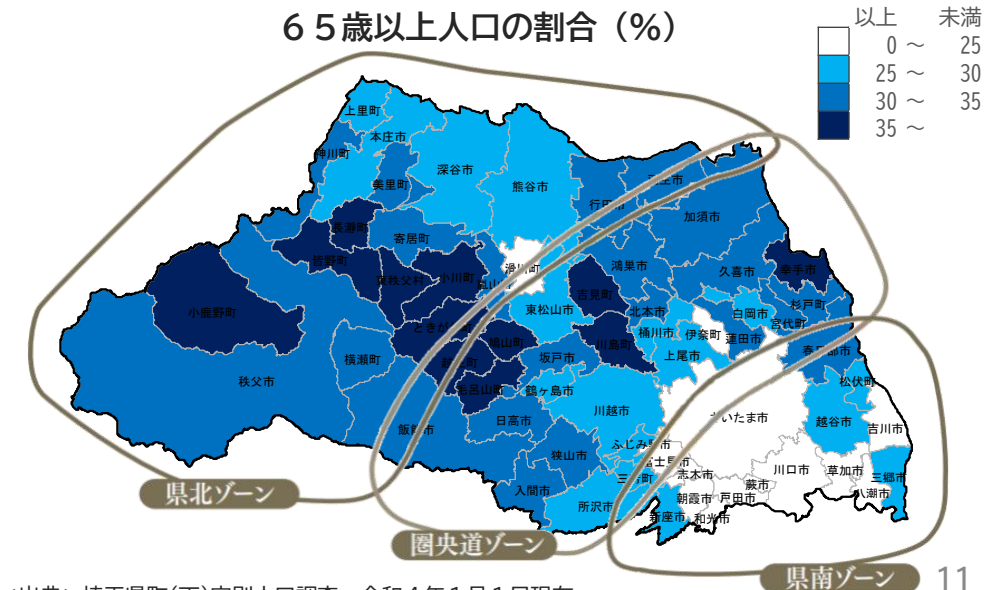 65歳以上人口の割合（%）
以上 未満
0 ～ 25
25 ～ 30
30 ～ 35
35 ～
上里町
本庄市
神川町
美里町
深谷市
熊谷市
行田市
加須市
長瀞町
寄居町
皆野町
東秩父村
小川町
滑川町
鴻巣市
久喜市
幸手市
小鹿野町
吉見町
東松山市
北本市
白岡市
杉戸町
宮代町
桶川市
伊奈町
蓮田市
鳩山町
川島町
上尾市
春日部市
横瀬町
坂戸市
松伏町
秩父市
毛呂山町
鶴ヶ島市
川越市
越谷市
吉川市
飯能市
日高市
さいたま市
狭山市
ふじみ野市
富士見市
志木市
川口市
草加市
入間市
三芳町
三郷市
蕨市
八潮市
所沢市
朝霞市
戸田市
新座市
和光市
県北ゾーン
圏央道ゾーン
県南ゾーン
11